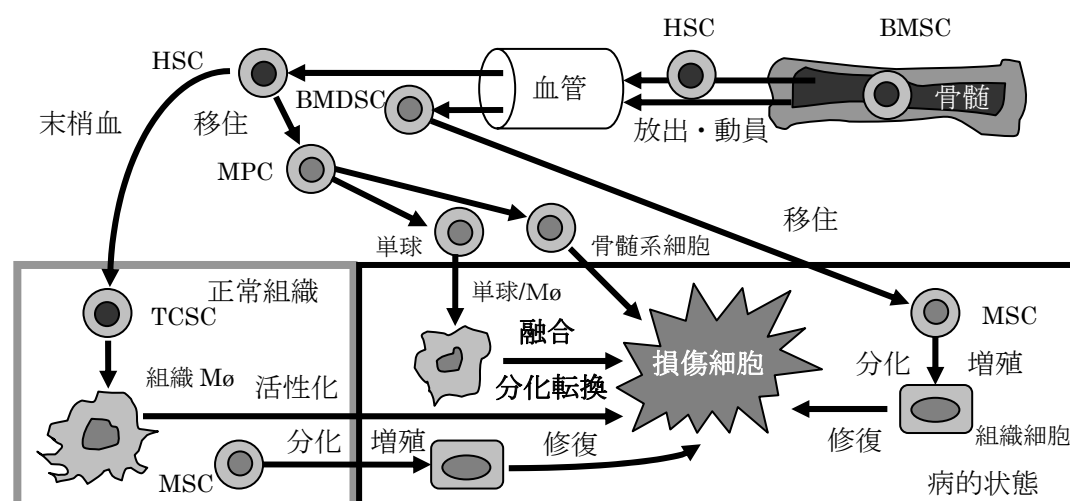 HSC
BMSC
HSC
血管
骨髄
BMDSC
放出・動員
末梢血
移住
MPC
移住
単球
骨髄系細胞
正常組織
単球/Mø
TCSC
MSC
融合
損傷細胞
分化
増殖
組織 Mø
活性化
分化転換
分化
増殖
修復
修復
組織細胞
MSC
病的状態